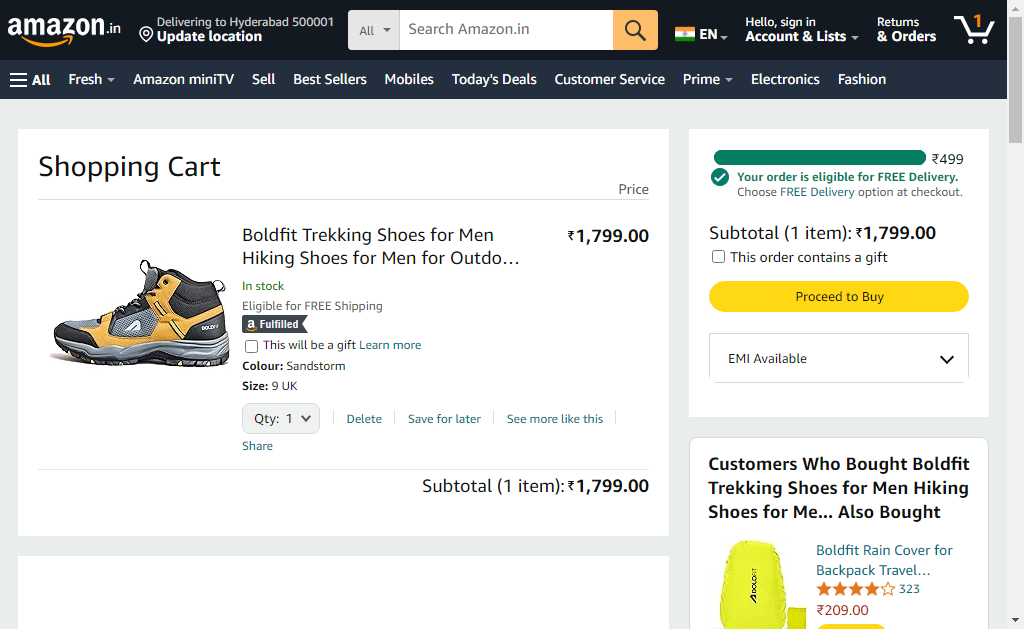 amazon.in
Delivering to Hyderabad 500001
Update location
All
Search Amazon.in
EN
Hello, sign in
Account & Lists
Returns
& Orders
1
All
Fresh
Amazon miniTV
Sell
Best Sellers
Mobiles
Today's Deals
Customer Service
Prime
Electronics
Fashion
Shopping Cart
Price
Boldfit Trekking Shoes for Men
Hiking Shoes for Men for Outdo…
₹1,799.00
In stock
Eligible for FREE Shipping
a Fulfilled
This will be a gift Learn more
Colour: Sandstorm
Size: 9 UK
Qty: 1
Delete
Save for later
See more like this
Share
BOLDFIT
Subtotal (1 item): ₹1,799.00
₹499
Your order is eligible for FREE Delivery.
Choose FREE Delivery option at checkout.
Subtotal (1 item): ₹1,799.00
This order contains a gift
Proceed to Buy
EMI Available
Customers Who Bought Boldfit
Trekking Shoes for Men Hiking
Shoes for Me... Also Bought
BOLDFIT
Boldfit Rain Cover for
Backpack Travel…
323
₹209.00